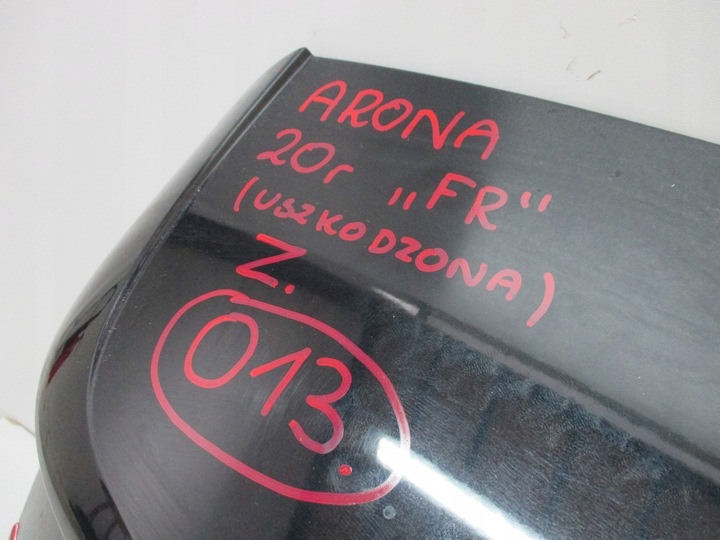 ARONA
20r „FR“
(USZKODZONA)
Z.
013